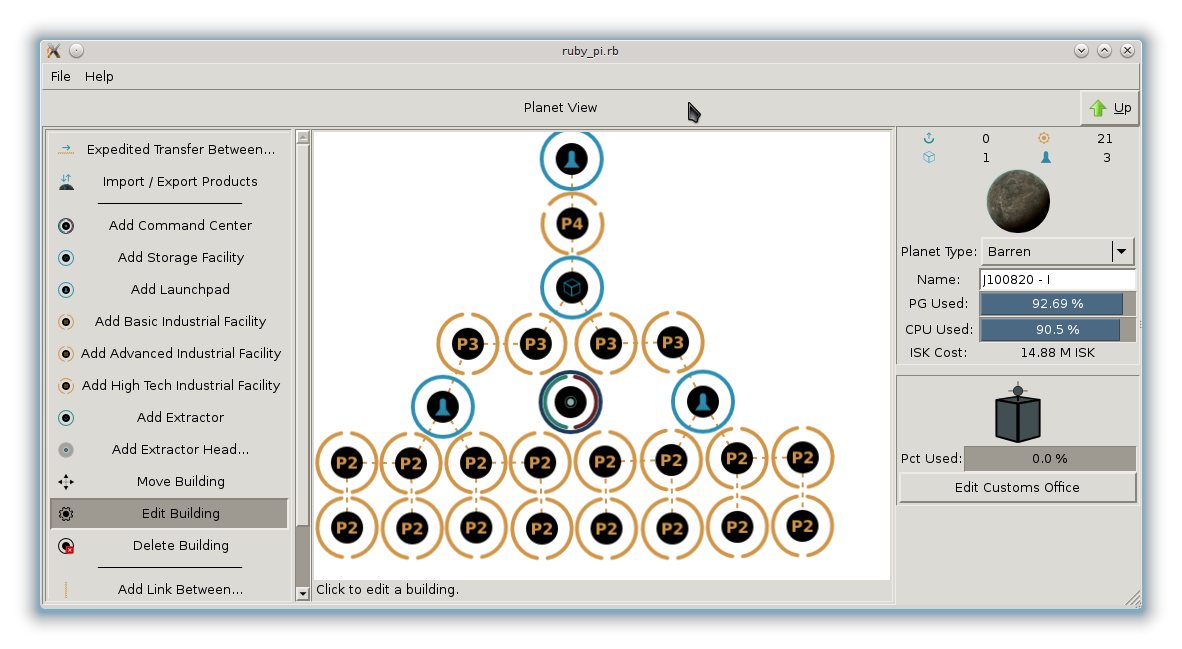 ruby_pi.rb
File Help
Planet View
Up
Expedited Transfer Between...
Import / Export Products
Add Command Center
Add Storage Facility
Add Launchpad
Add Basic Industrial Facility
Add Advanced Industrial Facility
Add High Tech Industrial Facility
Add Extractor
Add Extractor Head...
Move Building
Edit Building
Delete Building
Add Link Between...
P4
P3 P3 P3 P3
P2 P2 P2 P2 P2 P2 P2 P2
P2 P2 P2 P2 P2 P2 P2 P2
Click to edit a building.
0 21
1 3
Planet Type: Barren
Name: J100820 - I
PG Used: 92.69 %
CPU Used: 90.5 %
ISK Cost: 14.88 M ISK
Pct Used: 0.0 %
Edit Customs Office